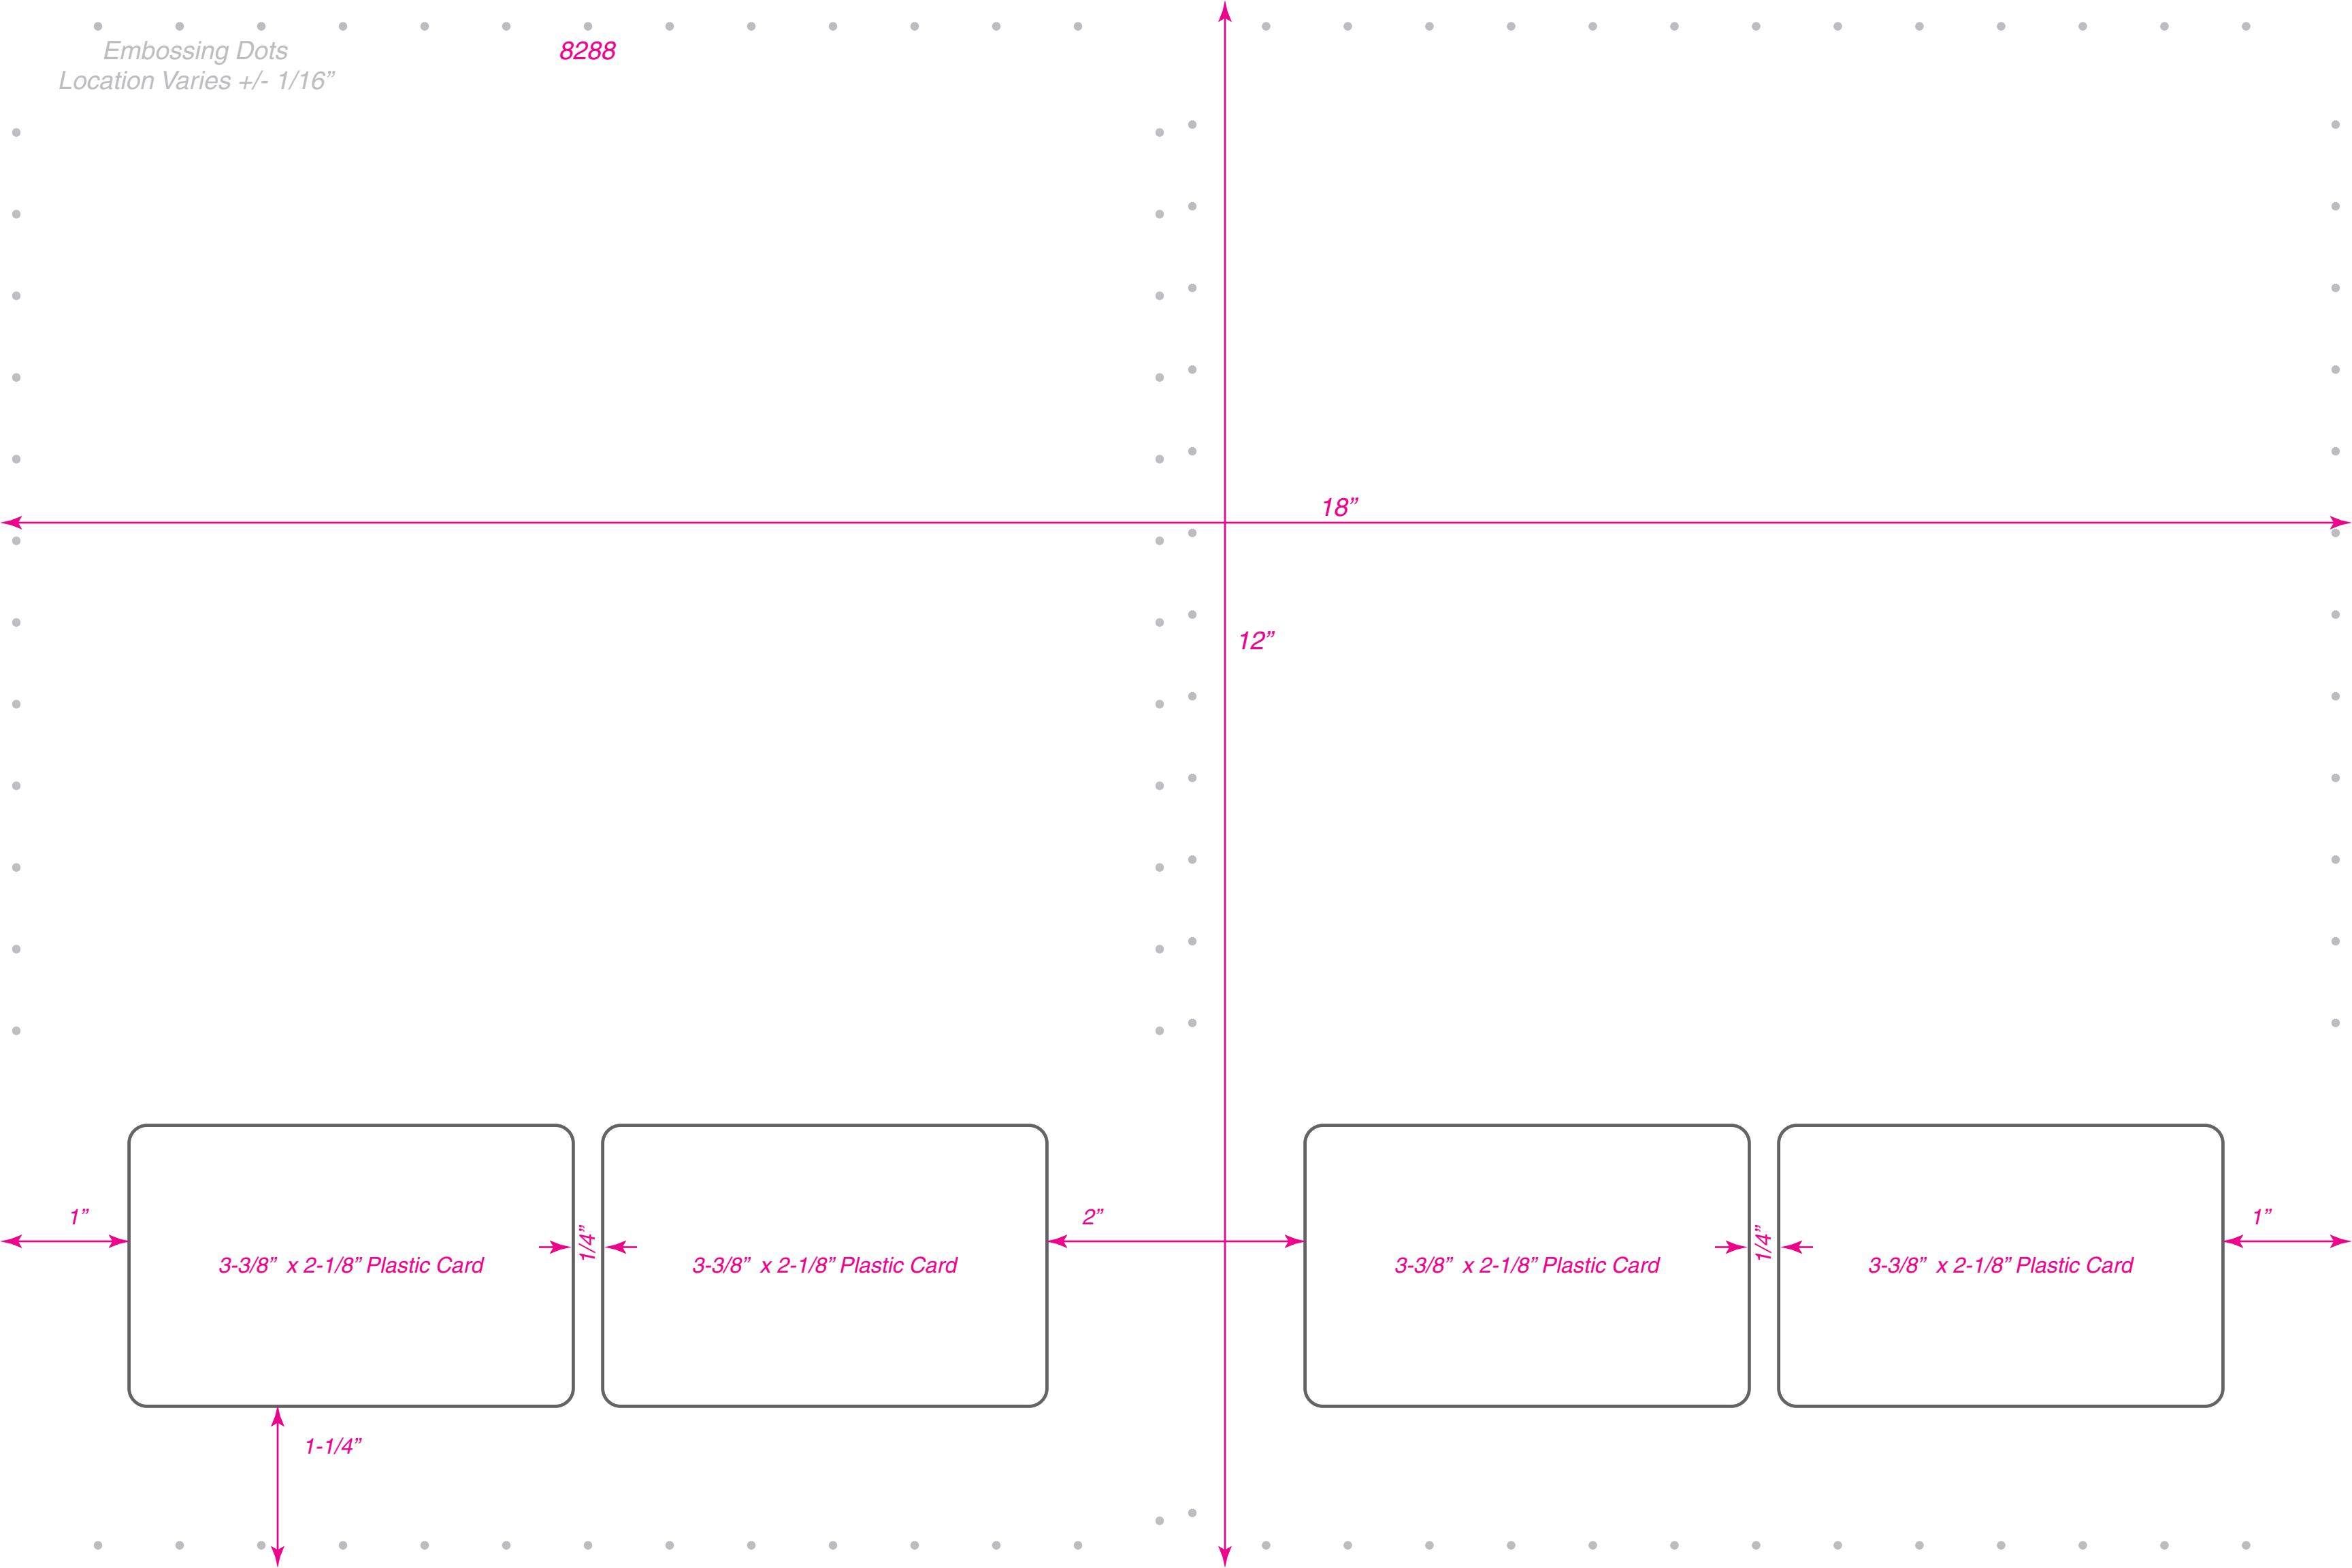 Embossing Dots
Location Varies +/- 1/16”
8288
18”
12”
1”
3-3/8” x 2-1/8” Plastic Card
1/4”
3-3/8” x 2-1/8” Plastic Card
2”
3-3/8” x 2-1/8” Plastic Card
1/4”
3-3/8” x 2-1/8” Plastic Card
1”
1-1/4”